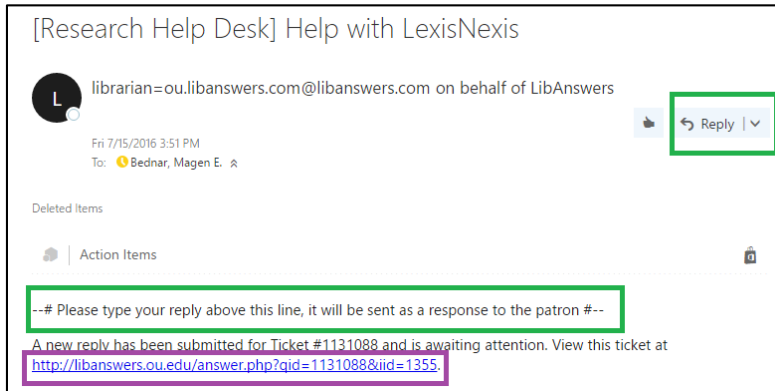 [Research Help Desk] Help with LexisNexis
L
librarian=ou.libanswers.com@libanswers.com on behalf of LibAnswers
Reply
Fri 7/15/2016 3:51 PM
To: Bednar, Magen E.
Deleted Items
Action Items
--# Please type your reply above this line, it will be sent as a response to the patron #--
A new reply has been submitted for Ticket #1131088 and is awaiting attention. View this ticket at
http://libanswers.ou.edu/answer.php?qid=1131088&iid=1355.